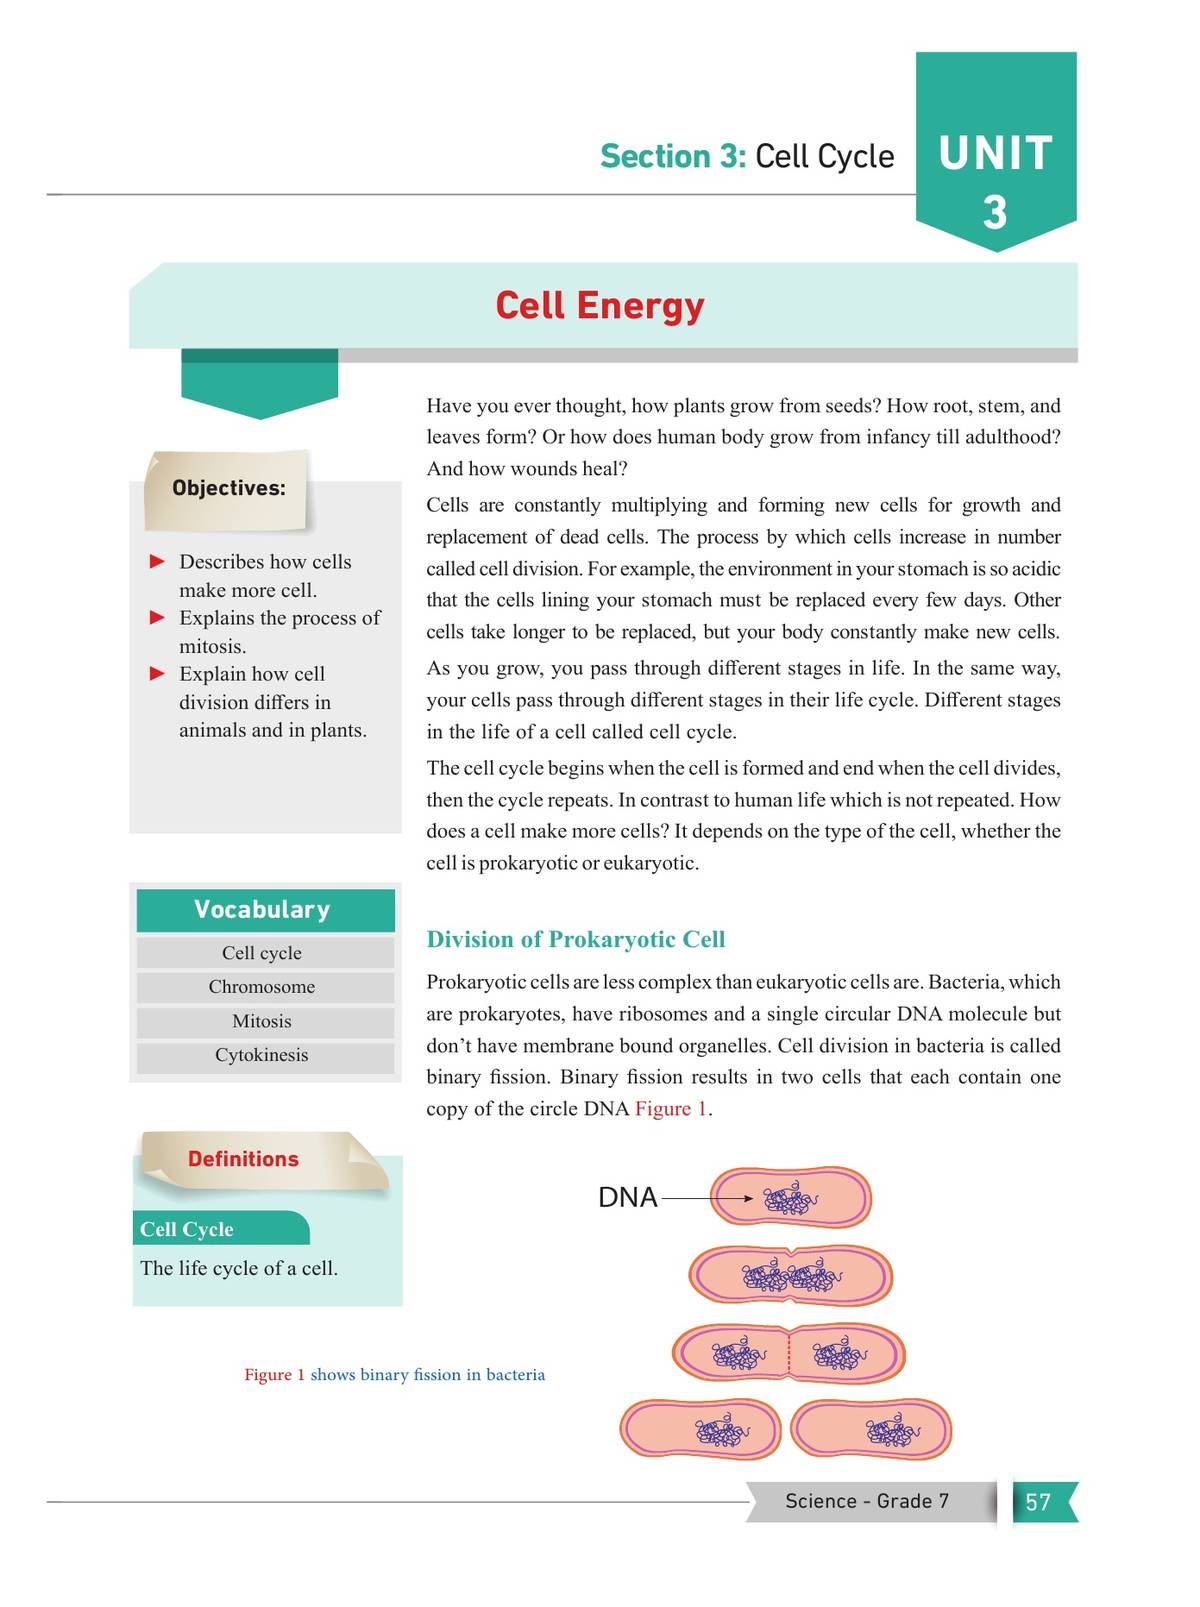 Section 3: Cell Cycle
UNIT
3
Cell Energy
Objectives:
Describes how cells
make more cell.
Explains the process of
mitosis.
Explain how cell
division differs in
animals and in plants.
Vocabulary
Cell cycle
Chromosome
Mitosis
Cytokinesis
Definitions
Cell Cycle
The life cycle of a cell.
Have you ever thought, how plants grow from seeds? How root, stem, and
leaves form? Or how does human body grow from infancy till adulthood?
And how wounds heal?
Cells are constantly multiplying and forming new cells for growth and
replacement of dead cells. The process by which cells increase in number
called cell division. For example, the environment in your stomach is so acidic
that the cells lining your stomach must be replaced every few days. Other
cells take longer to be replaced, but your body constantly make new cells.
As you grow, you pass through different stages in life. In the same way,
your cells pass through different stages in their life cycle. Different stages
in the life of a cell called cell cycle.
The cell cycle begins when the cell is formed and end when the cell divides,
then the cycle repeats. In contrast to human life which is not repeated. How
does a cell make more cells? It depends on the type of the cell, whether the
cell is prokaryotic or eukaryotic.
Division of Prokaryotic Cell
Prokaryotic cells are less complex than eukaryotic cells are. Bacteria, which
are prokaryotes, have ribosomes and a single circular DNA molecule but
don’t have membrane bound organelles. Cell division in bacteria is called
binary fission. Binary fission results in two cells that each contain one
copy of the circle DNA Figure 1.
DNA
Figure 1 shows binary fission in bacteria
Science - Grade 7
57